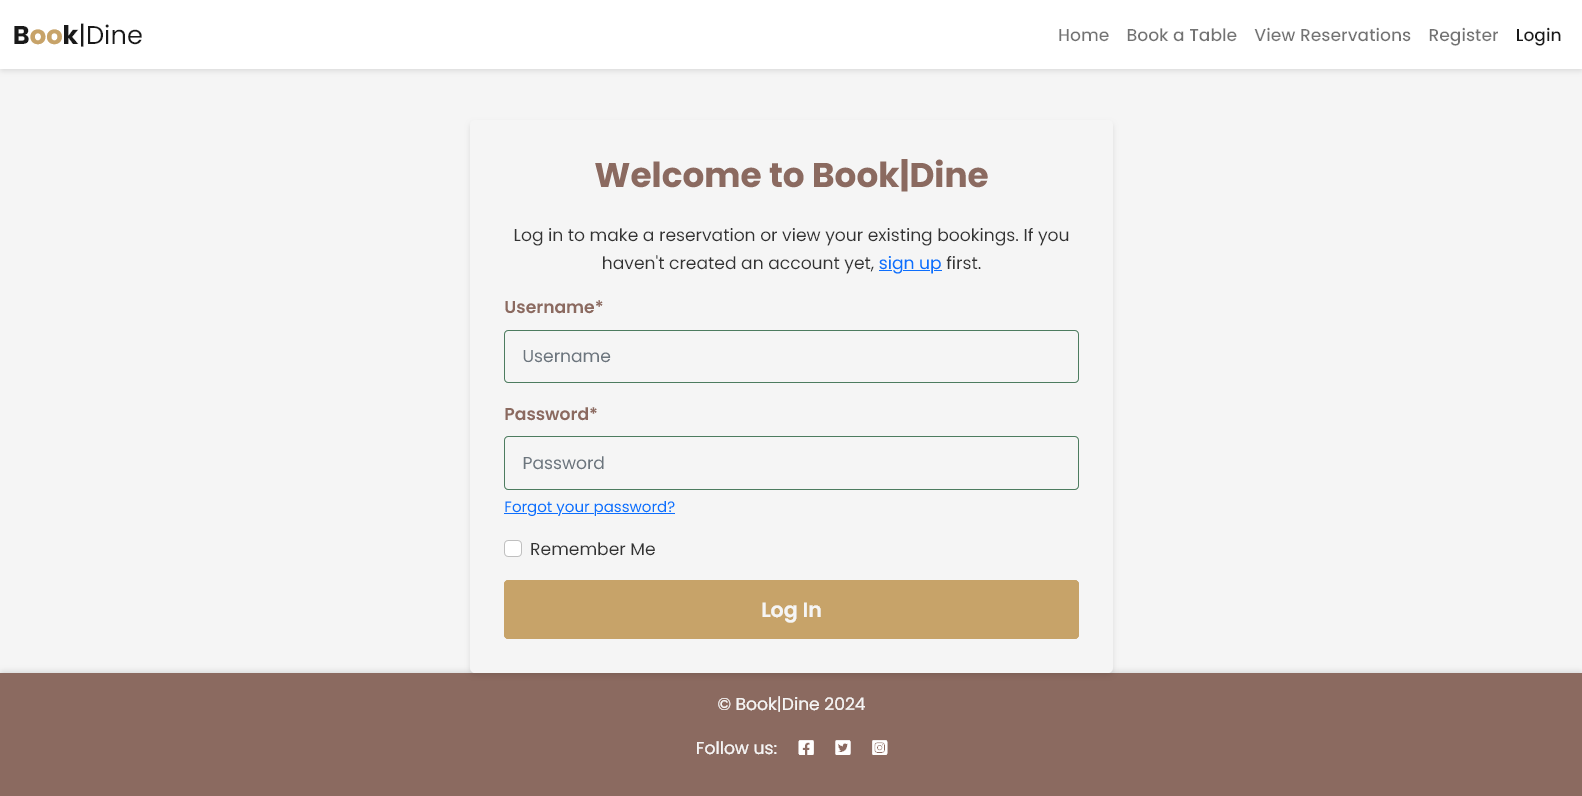 Book|Dine
Home Book a Table View Reservations Register Login
Welcome to Book|Dine
Log in to make a reservation or view your existing bookings. If you
haven't created an account yet, sign up first.
Username*
Username
Password*
Password
Forgot your password?
Remember Me
Log In
© Book|Dine 2024
Follow us: